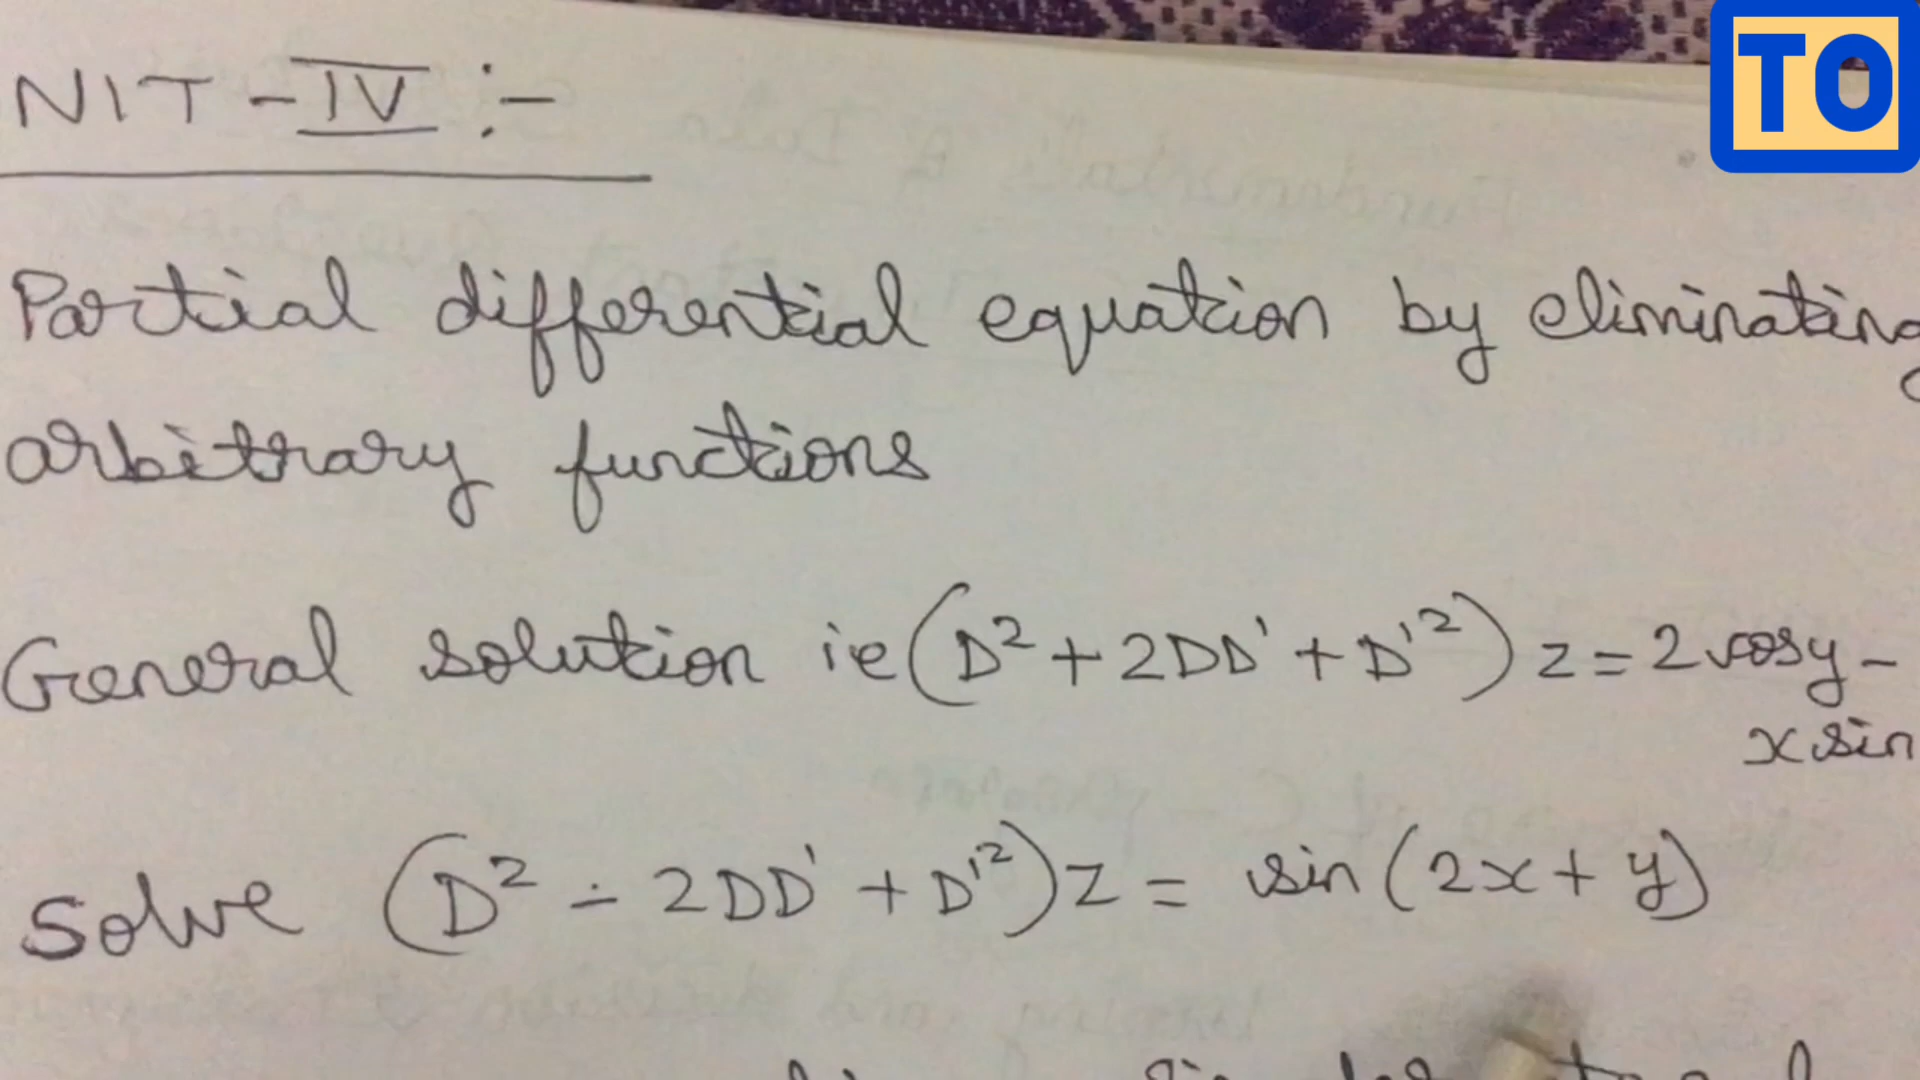 TO
NIT - IV :-
Partial differential equation by eliminating
arbitrary functions
General solution ie (D² + 2DD' + D'²) z = 2 cosy -
x sin
Solve (D² - 2DD' + D'²) z = sin (2x + y)